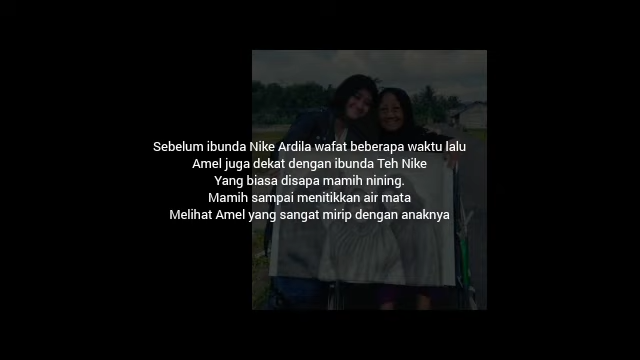 Sebelum ibunda Nike Ardila wafat beberapa waktu lalu
Amel juga dekat dengan ibunda Teh Nike
Yang biasa disapa mamih nining.
Mamih sampai menitikkan air mata
Melihat Amel yang sangat mirip dengan anaknya